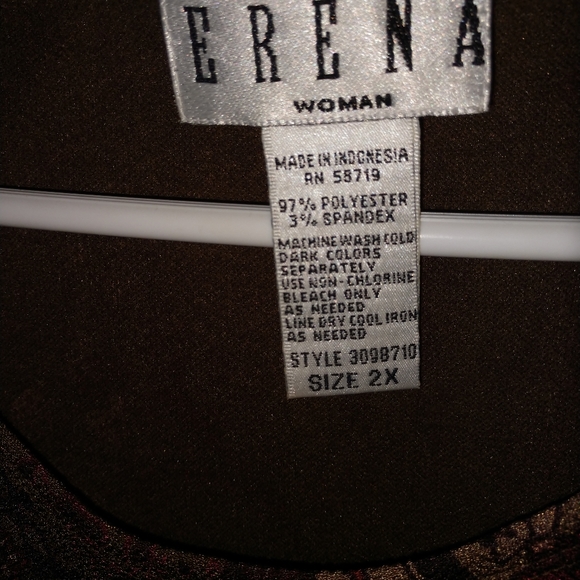 ERENA
WOMAN
MADE IN INDONESIA
RN 58719
97% POLYESTER
3% SPANDEX
MACHINE WASH COLD
DARK COLORS
SEPARATELY
USE NON-CHLORINE
BLEACH ONLY
AS NEEDED
LINE DRY COOL IRON
AS NEEDED
STYLE 3098710
SIZE 2X